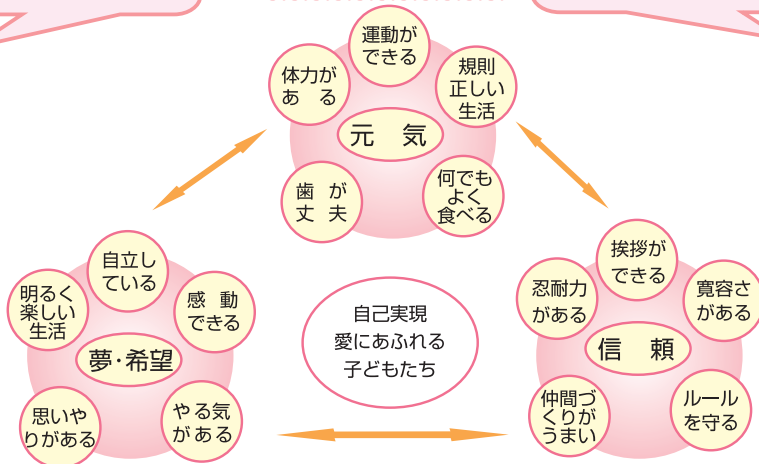 運動が
できる
体力が
あ る
規則
正しい
生活
元 気
歯 が
丈 夫
何でも
よく
食べる
自立し
ている
明るく
楽しい
生活
感 動
できる
夢・希望
思いや
りがある
やる気
がある
自己実現
愛にあふれる
子どもたち
挨拶が
できる
忍耐力
がある
寛容さ
がある
信 頼
仲間づ
くりが
うまい
ルール
を守る